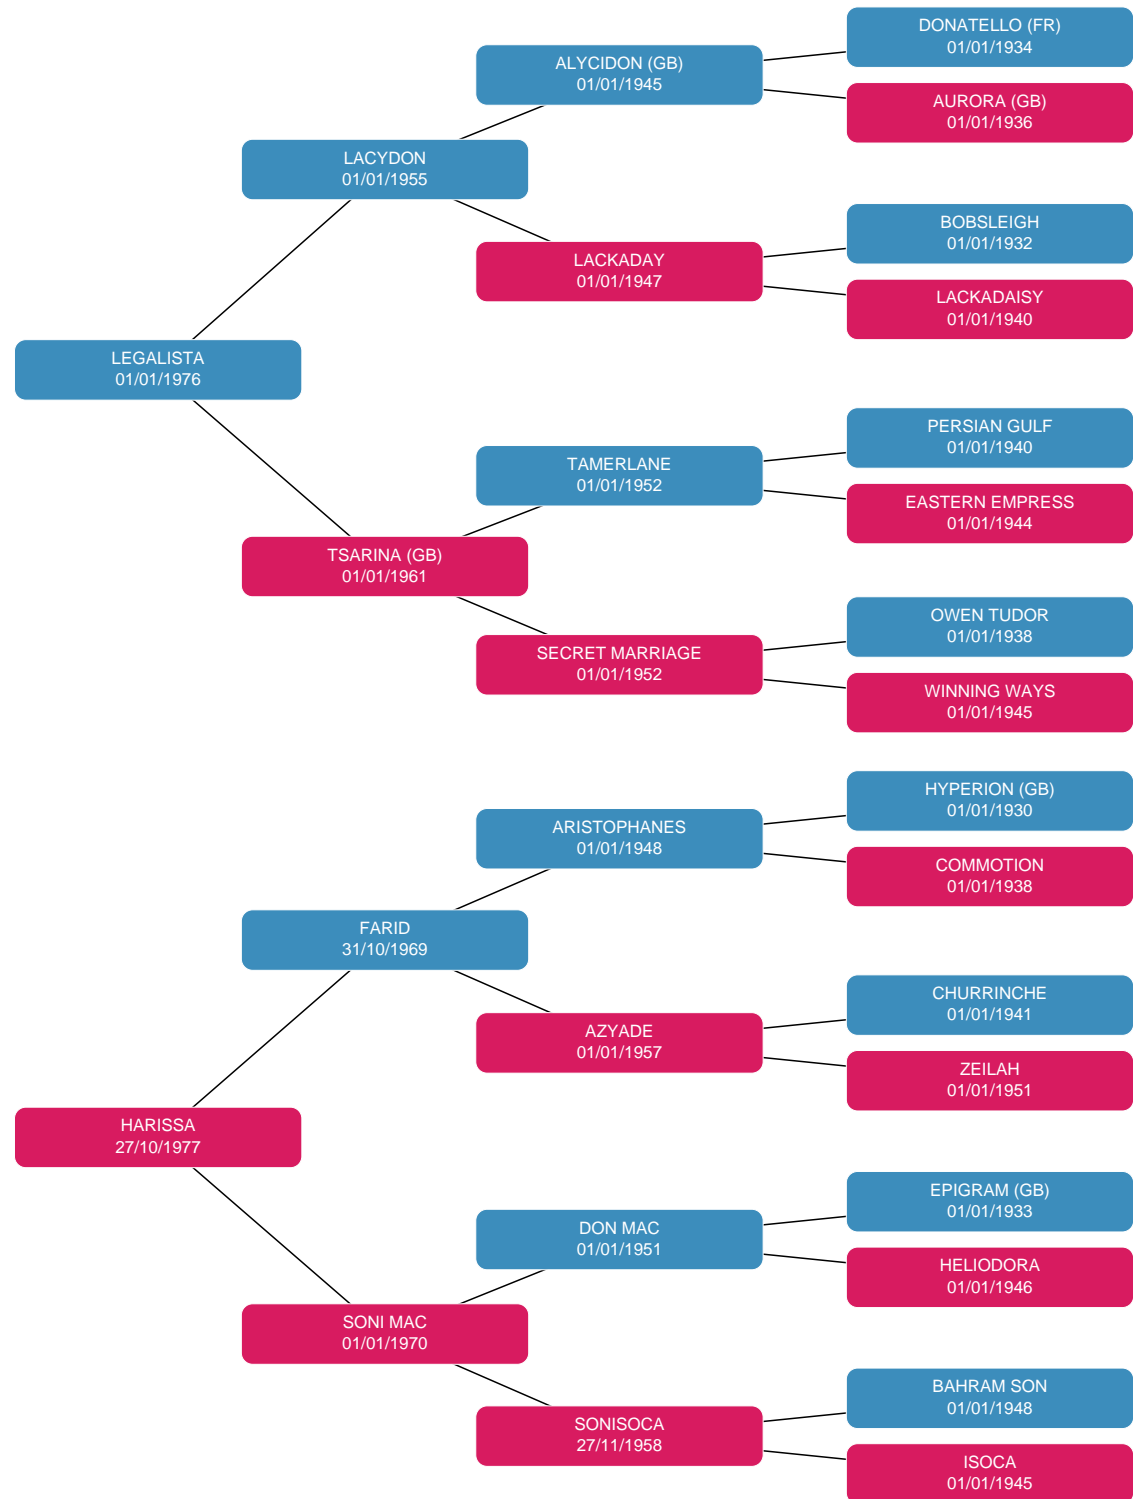 DONATELLO (FR)
01/01/1934
ALYCIDON (GB)
01/01/1945
AURORA (GB)
01/01/1936
LACYDON
01/01/1955
BOBSLEIGH
01/01/1932
LACKADAY
01/01/1947
LACKADAISY
01/01/1940
LEGALISTA
01/01/1976
PERSIAN GULF
01/01/1940
TAMERLANE
01/01/1952
EASTERN EMPRESS
01/01/1944
TSARINA (GB)
01/01/1961
OWEN TUDOR
01/01/1938
SECRET MARRIAGE
01/01/1952
WINNING WAYS
01/01/1945
HYPERION (GB)
01/01/1930
ARISTOPHANES
01/01/1948
COMMOTION
01/01/1938
FARID
31/10/1969
CHURRINCHE
01/01/1941
AZYADE
01/01/1957
ZEILAH
01/01/1951
HARISSA
27/10/1977
EPIGRAM (GB)
01/01/1933
DON MAC
01/01/1951
HELIODORA
01/01/1946
SONI MAC
01/01/1970
BAHRAM SON
01/01/1948
SONISOCA
27/11/1958
ISOCA
01/01/1945